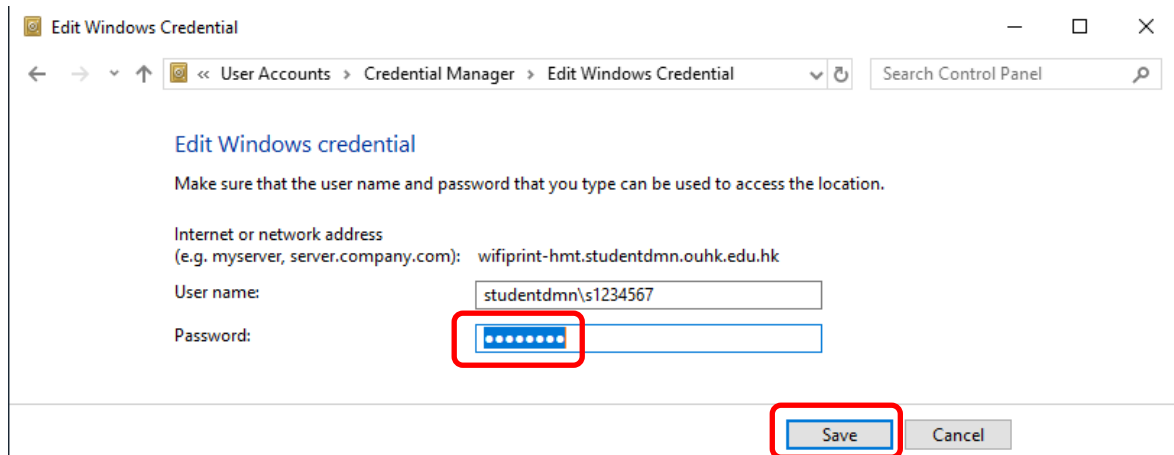 Edit Windows Credential
« User Accounts > Credential Manager > Edit Windows Credential
Search Control Panel
Edit Windows credential
Make sure that the user name and password that you type can be used to access the location.
Internet or network address
(e.g. myserver, server.company.com): wifiprint-hmt.studentdmn.ouhk.edu.hk
User name: studentdmn\s1234567
Password: ••••••••
Save Cancel